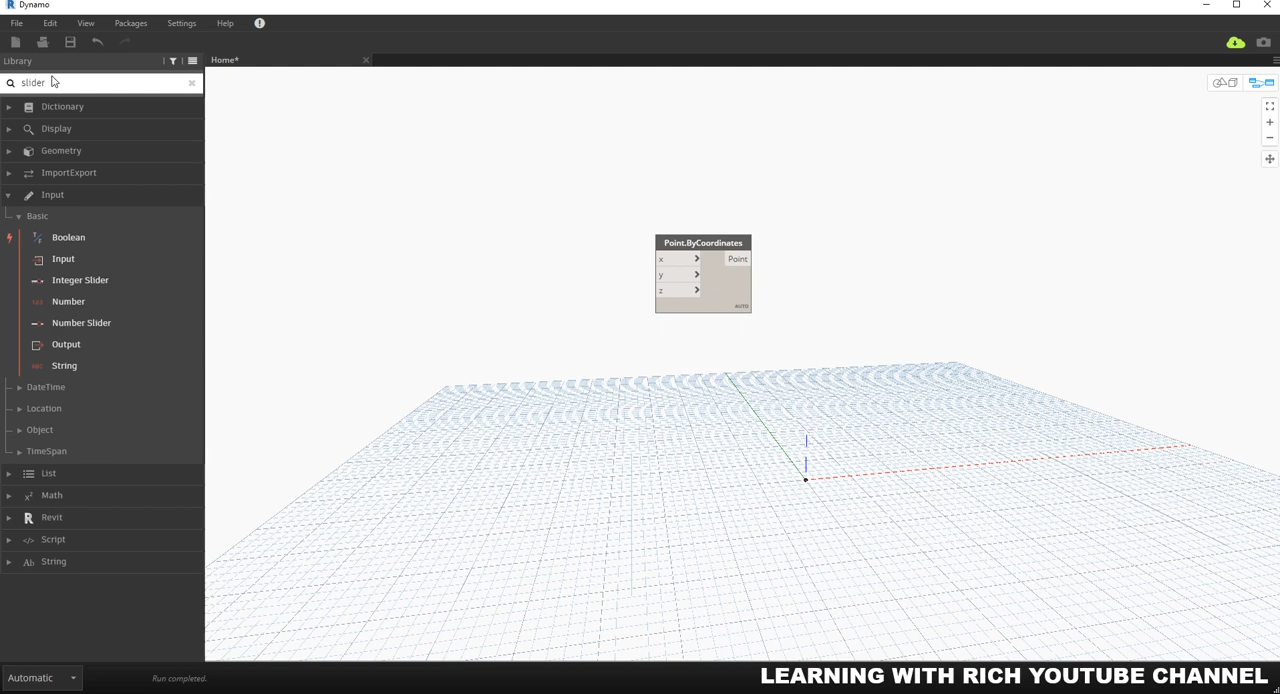 Dynamo
File Edit View Packages Settings Help
Library
Home*
slider
Dictionary
Display
Geometry
ImportExport
Input
Basic
Boolean
Input
Integer Slider
Number
Number Slider
Output
String
DateTime
Location
Object
TimeSpan
List
Math
Revit
Script
String
Point.ByCoordinates
x > Point
y >
z >
AUTO
Automatic
Run completed.
LEARNING WITH RICH YOUTUBE CHANNEL